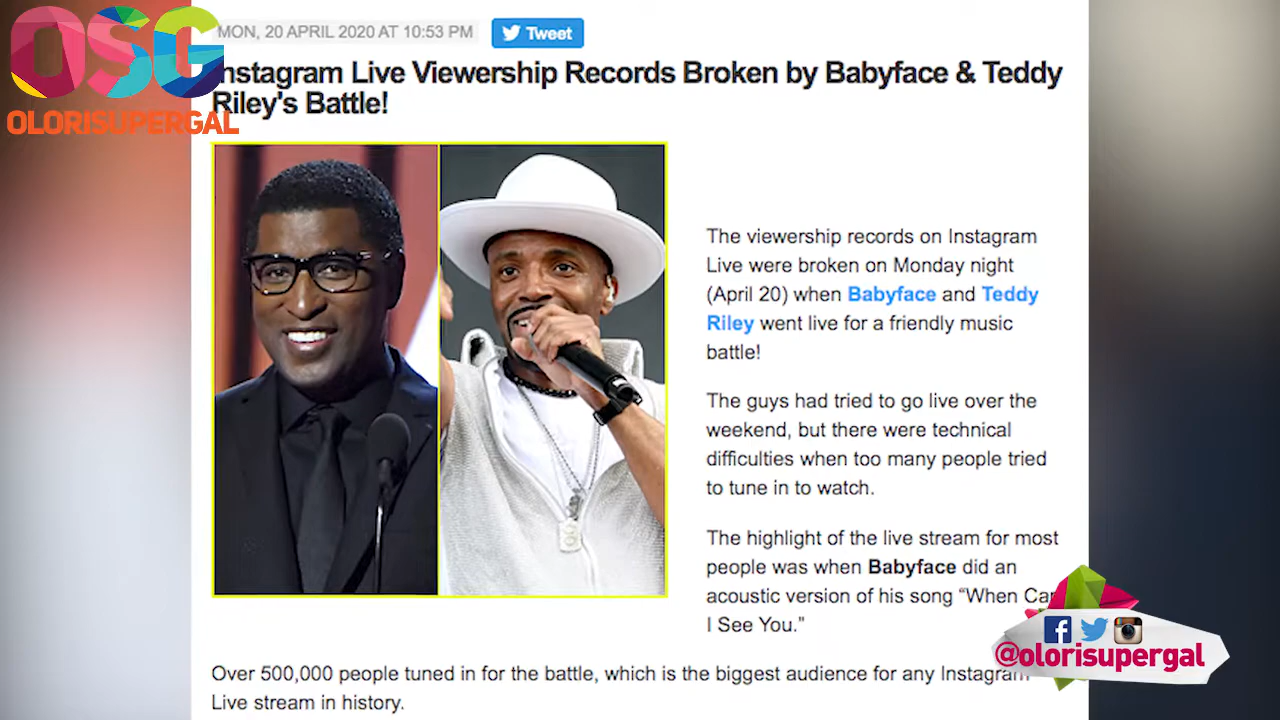 OSG
OLORISUPERGAL
MON, 20 APRIL 2020 AT 10:53 PM
Tweet
Instagram Live Viewership Records Broken by Babyface & Teddy
Riley's Battle!
The viewership records on Instagram
Live were broken on Monday night
(April 20) when Babyface and Teddy
Riley went live for a friendly music
battle!
The guys had tried to go live over the
weekend, but there were technical
difficulties when too many people tried
to tune in to watch.
The highlight of the live stream for most
people was when Babyface did an
acoustic version of his song “When Can
I See You.”
Over 500,000 people tuned in for the battle, which is the biggest audience for any Instagram
Live stream in history.
@olorisupergal